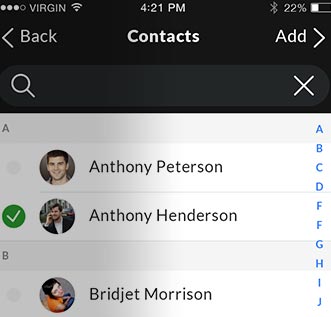 VIRGIN 4:21 PM 22%
Back Contacts Add
A
Anthony Peterson
Anthony Henderson
B
Bridjet Morrison
A
B
C
D
F
F
G
H
I
J